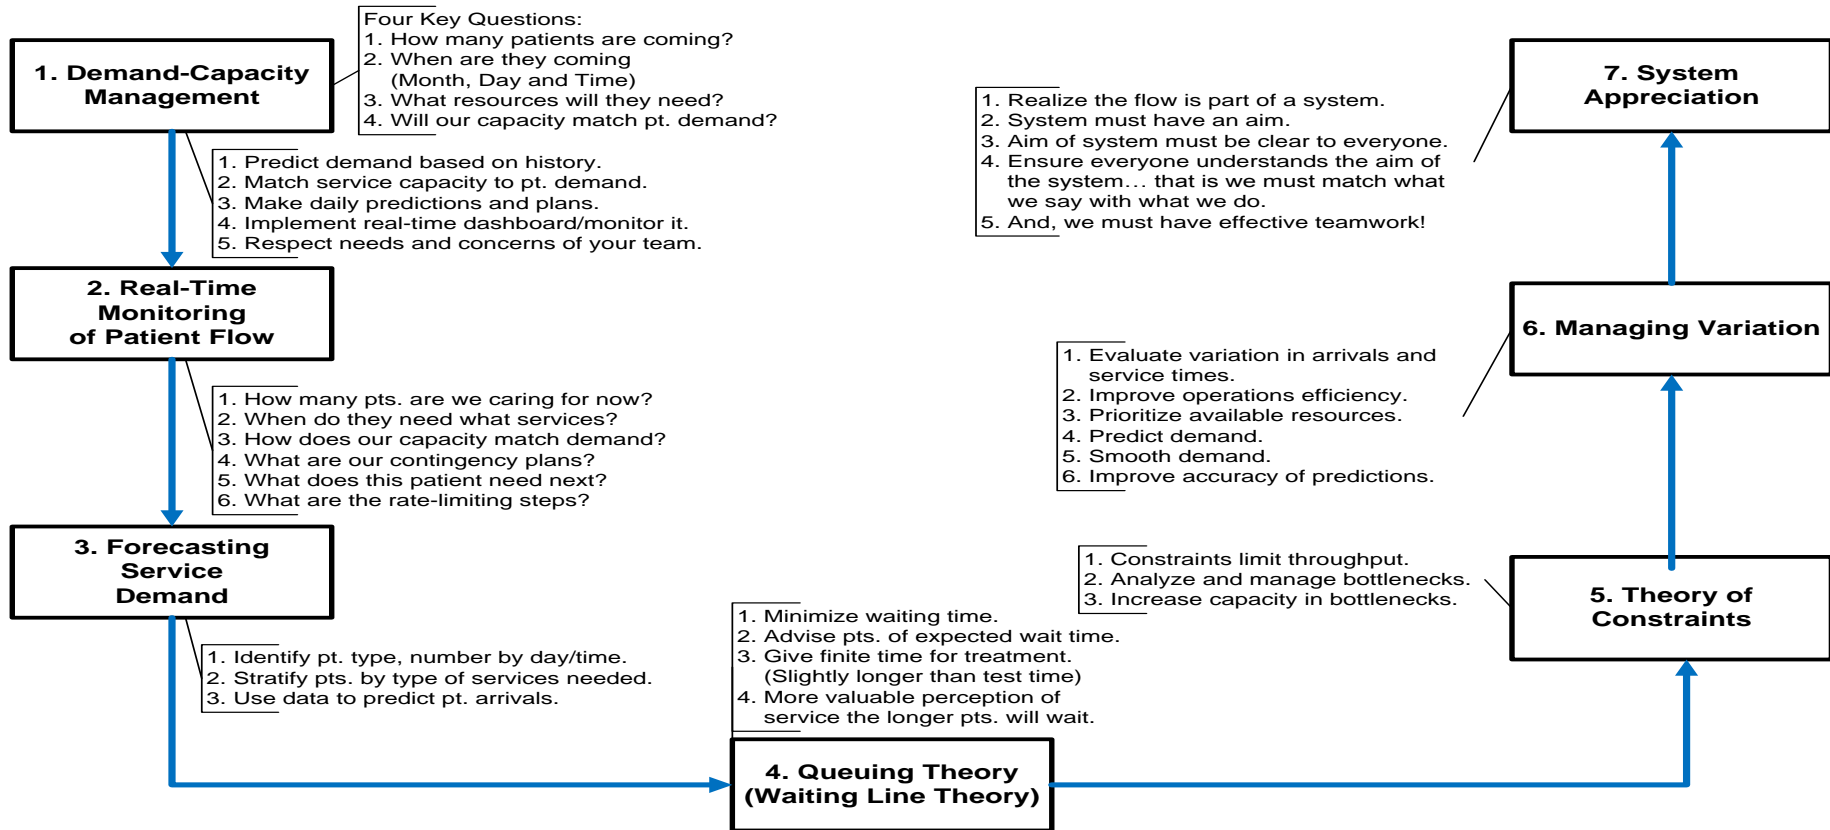 1. Demand-Capacity
Management
Four Key Questions:
1. How many patients are coming?
2. When are they coming
(Month, Day and Time)
3. What resources will they need?
4. Will our capacity match pt. demand?
1. Predict demand based on history.
2. Match service capacity to pt. demand.
3. Make daily predictions and plans.
4. Implement real-time dashboard/monitor it.
5. Respect needs and concerns of your team.
2. Real-Time
Monitoring
of Patient Flow
1. How many pts. are we caring for now?
2. When do they need what services?
3. How does our capacity match demand?
4. What are our contingency plans?
5. What does this patient need next?
6. What are the rate-limiting steps?
3. Forecasting
Service
Demand
1. Identify pt. type, number by day/time.
2. Stratify pts. by type of services needed.
3. Use data to predict pt. arrivals.
1. Minimize waiting time.
2. Advise pts. of expected wait time.
3. Give finite time for treatment.
(Slightly longer than test time)
4. More valuable perception of
service the longer pts. will wait.
4. Queuing Theory
(Waiting Line Theory)
1. Constraints limit throughput.
2. Analyze and manage bottlenecks.
3. Increase capacity in bottlenecks.
5. Theory of
Constraints
1. Evaluate variation in arrivals and
service times.
2. Improve operations efficiency.
3. Prioritize available resources.
4. Predict demand.
5. Smooth demand.
6. Improve accuracy of predictions.
6. Managing Variation
1. Realize the flow is part of a system.
2. System must have an aim.
3. Aim of system must be clear to everyone.
4. Ensure everyone understands the aim of
the system… that is we must match what
we say with what we do.
5. And, we must have effective teamwork!
7. System
Appreciation